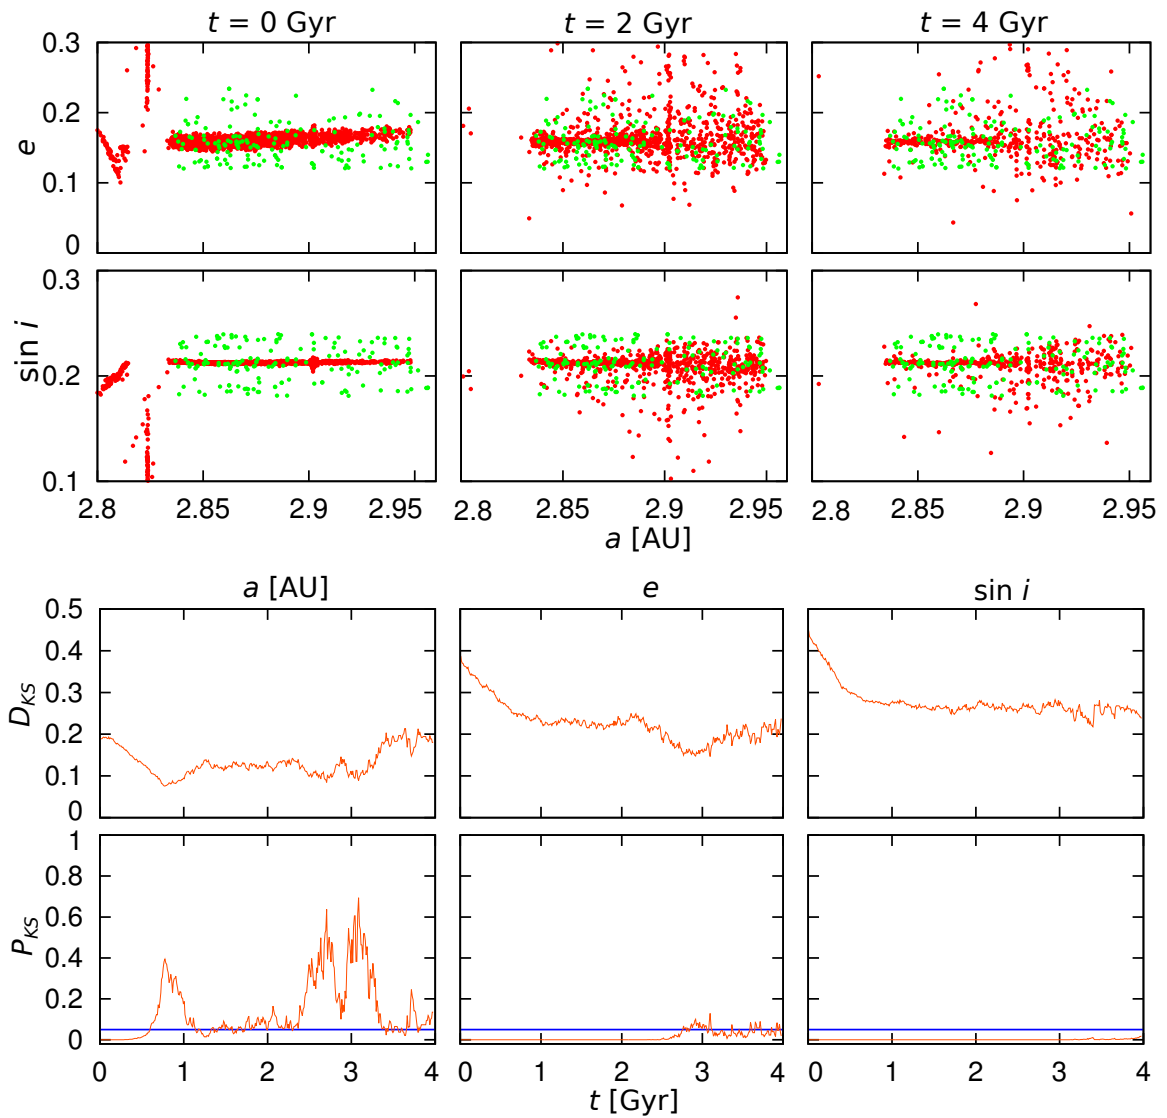 t = 0 Gyr t = 2 Gyr t = 4 Gyr
0.3
0.2
0.1
0
e
0.3
0.2
0.1
sin i
2.8 2.85 2.9 2.95 2.8 2.85 2.9 2.95 2.8 2.85 2.9 2.95
a [AU]
a [AU] e sin i
0.5
0.4
0.3
0.2
0.1
0
D_KS
1
0.8
0.6
0.4
0.2
0
P_KS
0 1 2 3 4 0 1 2 3 4 0 1 2 3 4
t [Gyr]